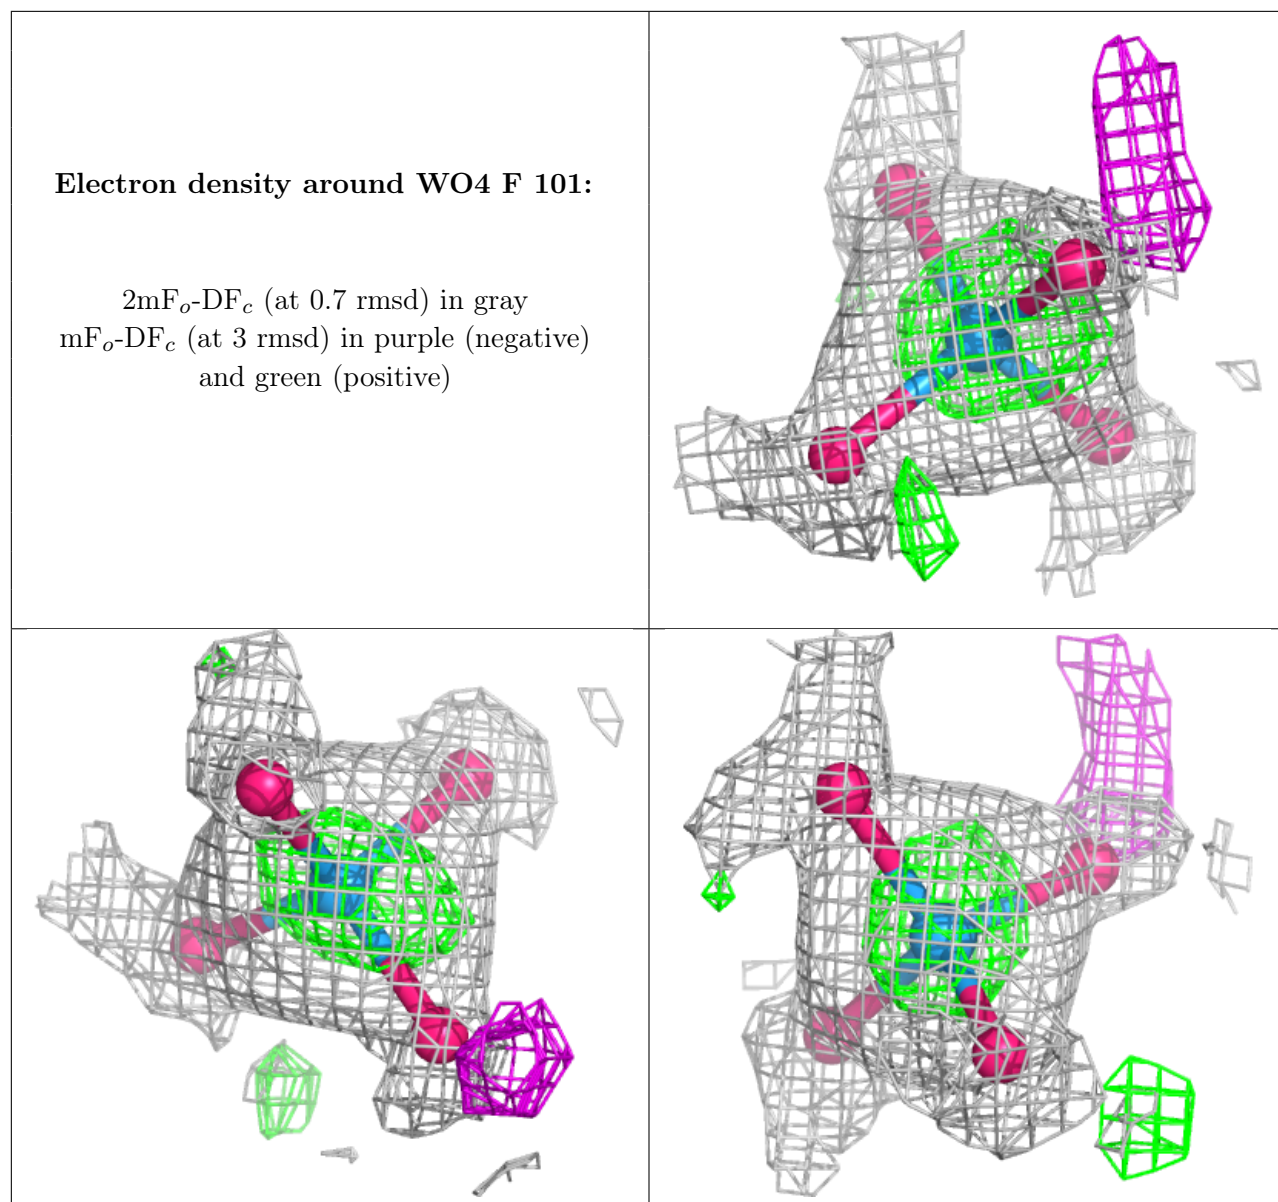 Electron density around WO4 F 101:
2mFo-DFc (at 0.7 rmsd) in gray
mFo-DFc (at 3 rmsd) in purple (negative)
and green (positive)